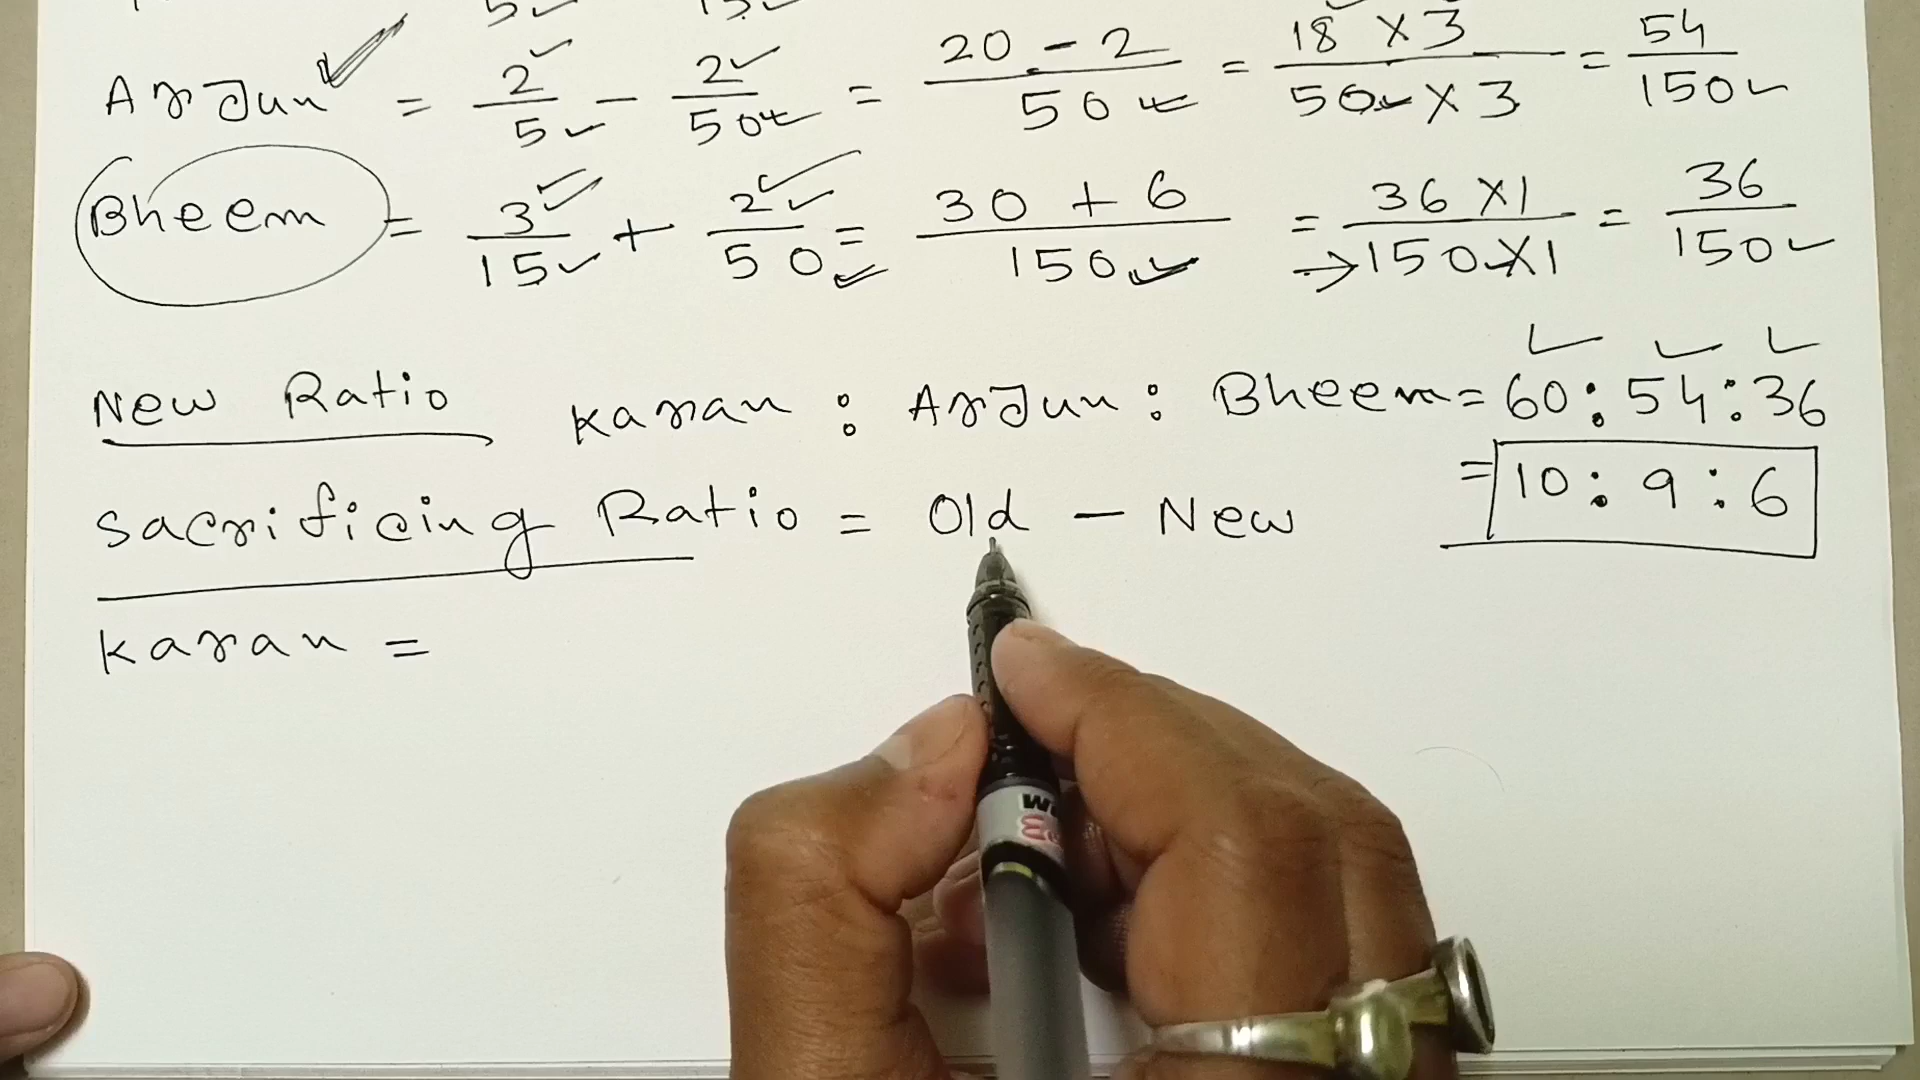 Arjun = 2/5 - 2/50 = 20 - 2/50 = 18 X 3/50 X 3 = 54/150
Bheem = 3/15 + 2/50 = 30 + 6/150 = 36 X 1/150 X 1 = 36/150
New Ratio Karan : Arjun : Bheem = 60 : 54 : 36
= 10 : 9 : 6
Sacrificing Ratio = Old - New
Karan =